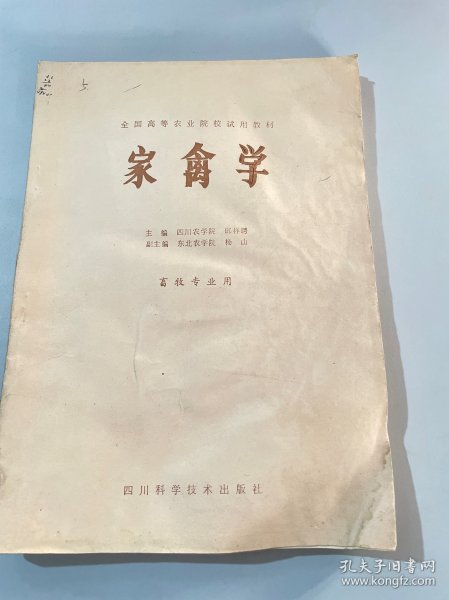 5.
全国高等农业院校试用教材
家禽学
主编 四川农学院 邱祥聘
副主编 东北农学院 杨山
畜牧专业用
四川科学技术出版社
孔夫子旧书网
www.kongfz.com